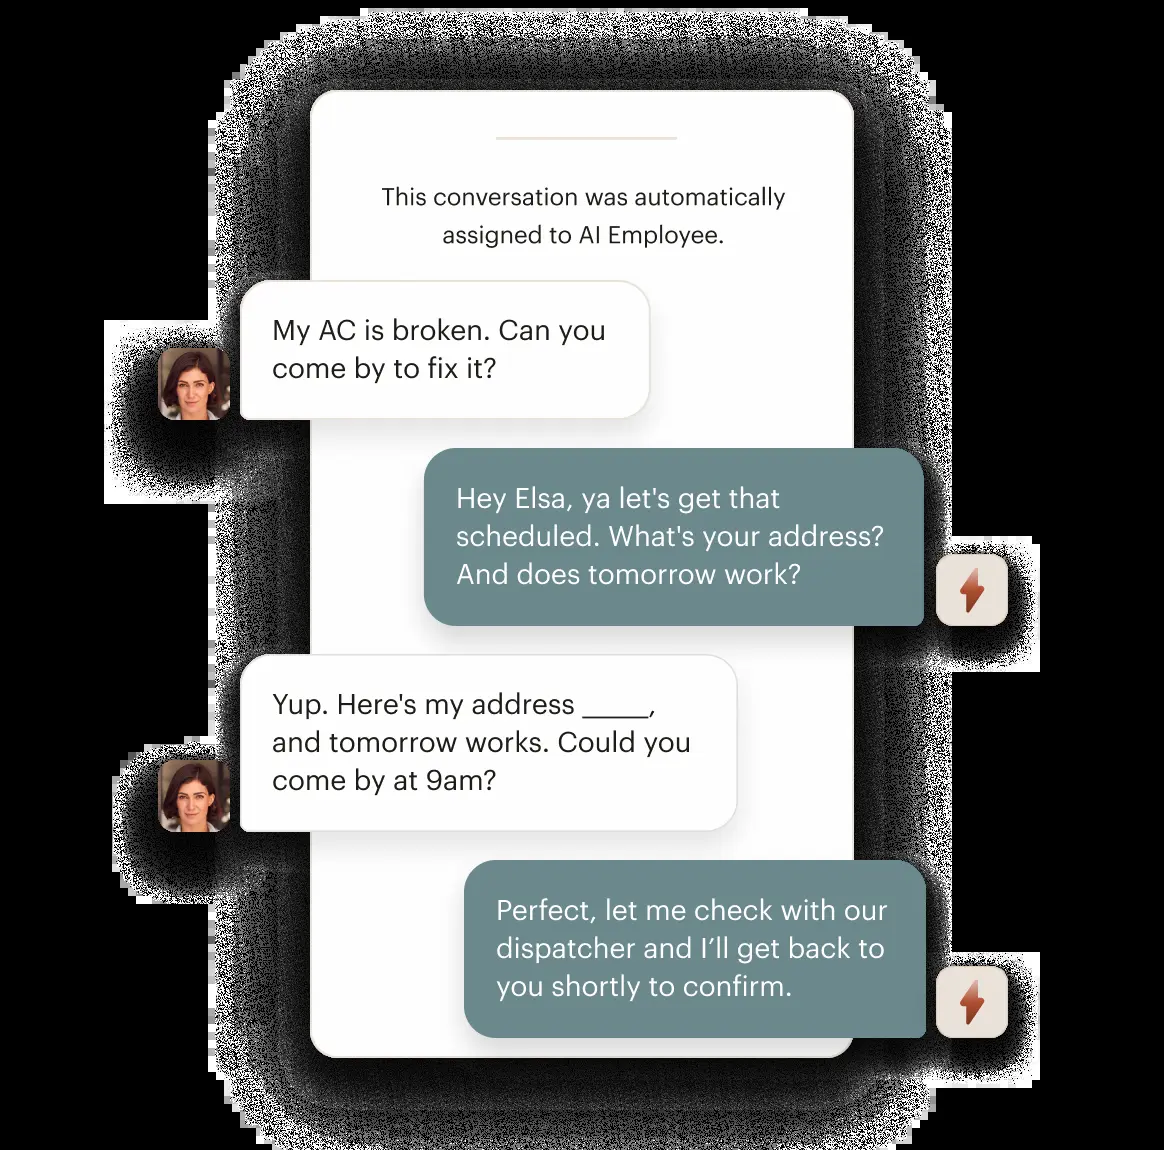 This conversation was automatically
assigned to AI Employee.
My AC is broken. Can you
come by to fix it?
Hey Elsa, ya let's get that
scheduled. What's your address?
And does tomorrow work?
Yup. Here's my address _____,
and tomorrow works. Could you
come by at 9am?
Perfect, let me check with our
dispatcher and I’ll get back to
you shortly to confirm.